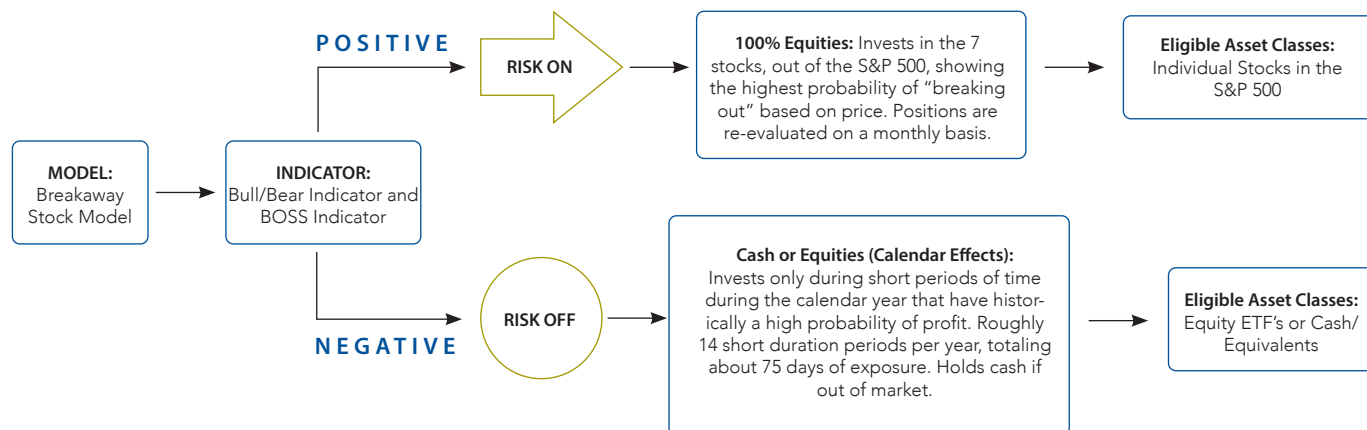 MODEL:
Breakaway
Stock Model
INDICATOR:
Bull/Bear Indicator and
BOSS Indicator
POSITIVE
RISK ON
100% Equities: Invests in the 7
stocks, out of the S&P 500, showing
the highest probability of “breaking
out” based on price. Positions are
re-evaluated on a monthly basis.
Eligible Asset Classes:
Individual Stocks in the
S&P 500
NEGATIVE
RISK OFF
Cash or Equities (Calendar Effects):
Invests only during short periods of time
during the calendar year that have histor-
ically a high probability of profit. Roughly
14 short duration periods per year, totaling
about 75 days of exposure. Holds cash if
out of market.
Eligible Asset Classes:
Equity ETF’s or Cash/
Equivalents